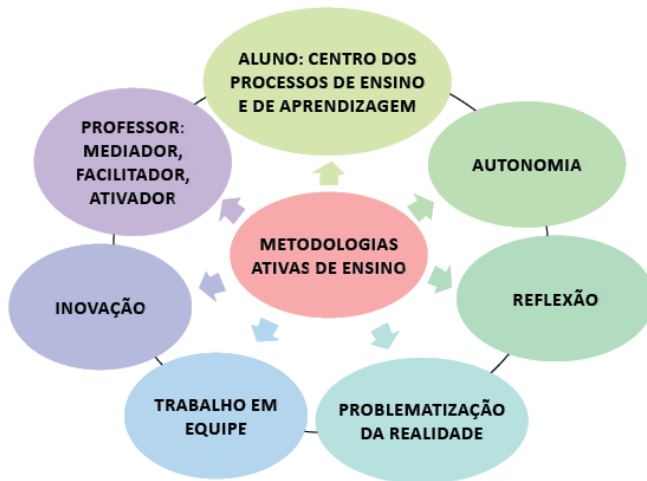 ALUNO: CENTRO DOS
PROCESSOS DE ENSINO
E DE APRENDIZAGEM
PROFESSOR:
MEDIADOR,
FACILITADOR,
ATIVADOR
AUTONOMIA
METODOLOGIAS
ATIVAS DE ENSINO
INOVAÇÃO
REFLEXÃO
TRABALHO EM
EQUIPE
PROBLEMATIZAÇÃO
DA REALIDADE